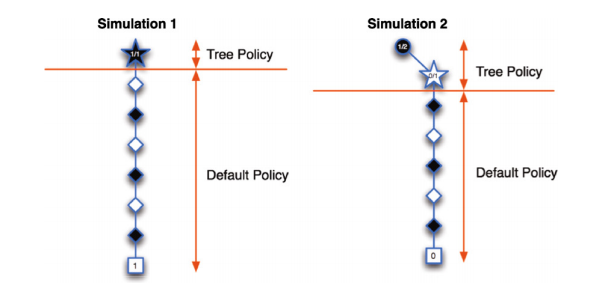 Simulation 1
Simulation 2
1/1
Tree Policy
1/2
0/1
Tree Policy
Default Policy
Default Policy
1
0